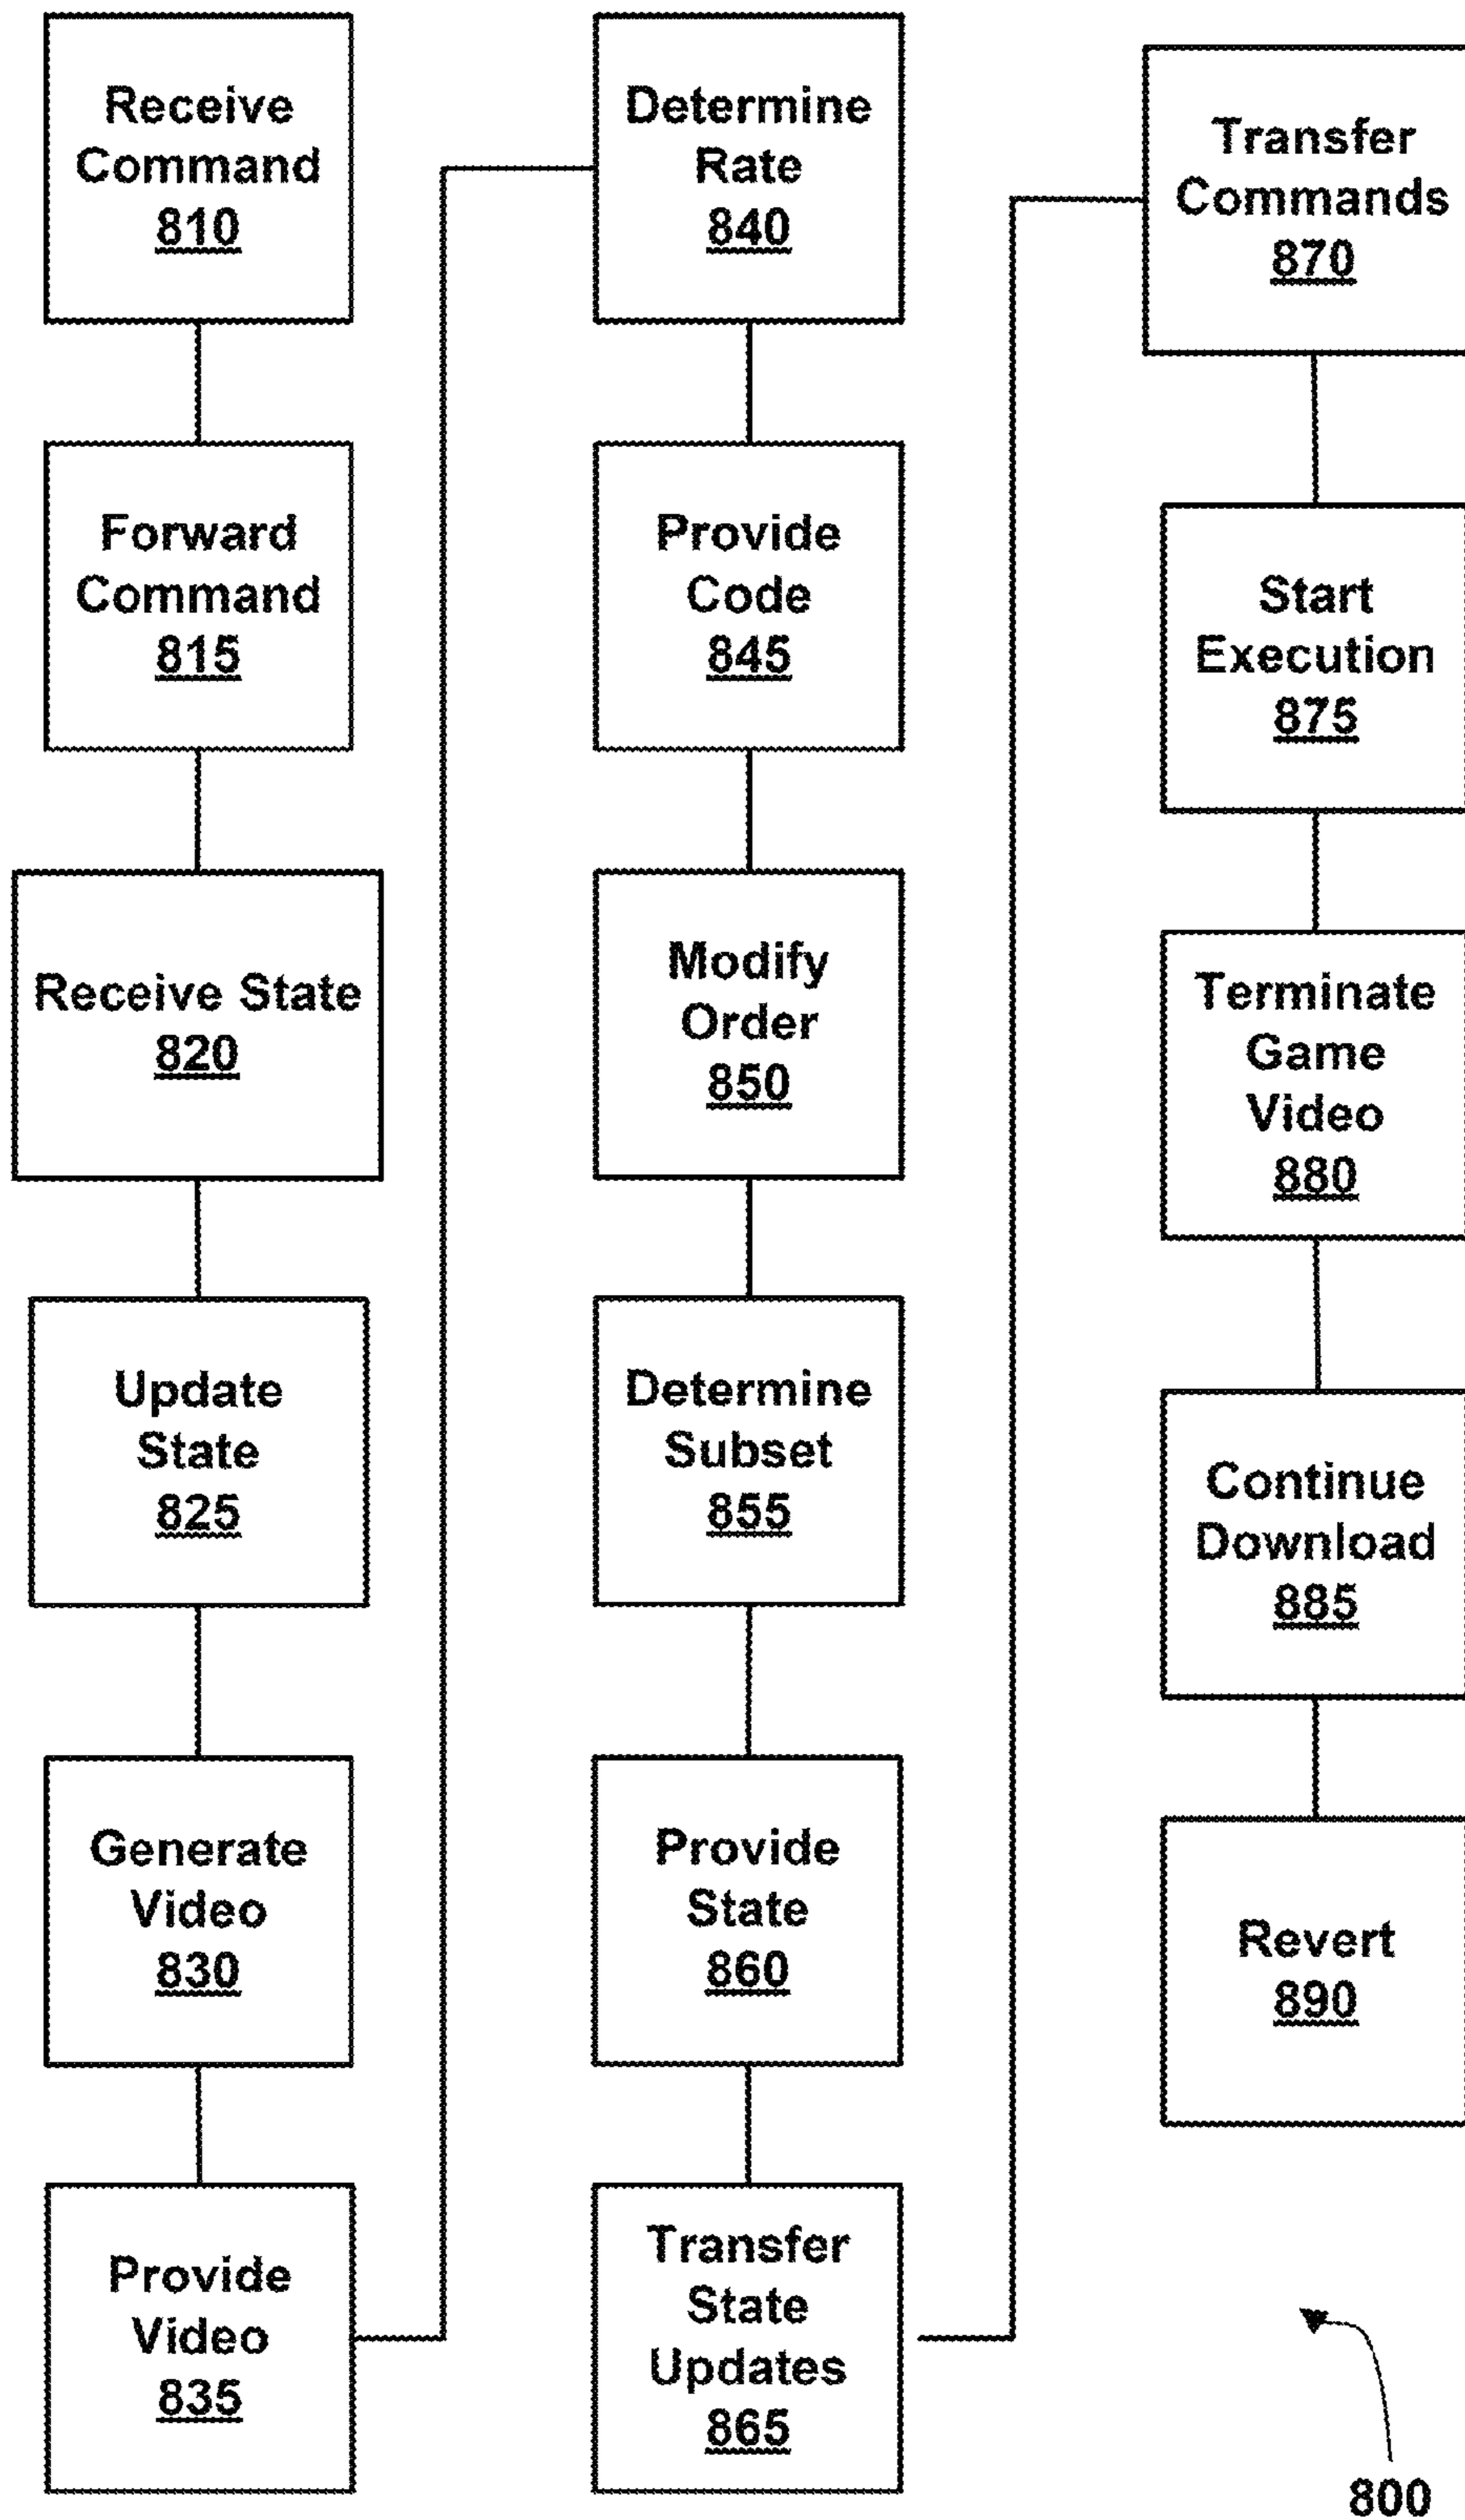 Receive
Command
810
Forward
Command
815
Receive State
820
Update
State
825
Generate
Video
830
Provide
Video
835
Determine
Rate
840
Provide
Code
845
Modify
Order
850
Determine
Subset
855
Provide
State
860
Transfer
State
Updates
865
Transfer
Commands
870
Start
Execution
875
Terminate
Game
Video
880
Continue
Download
885
Revert
890
800